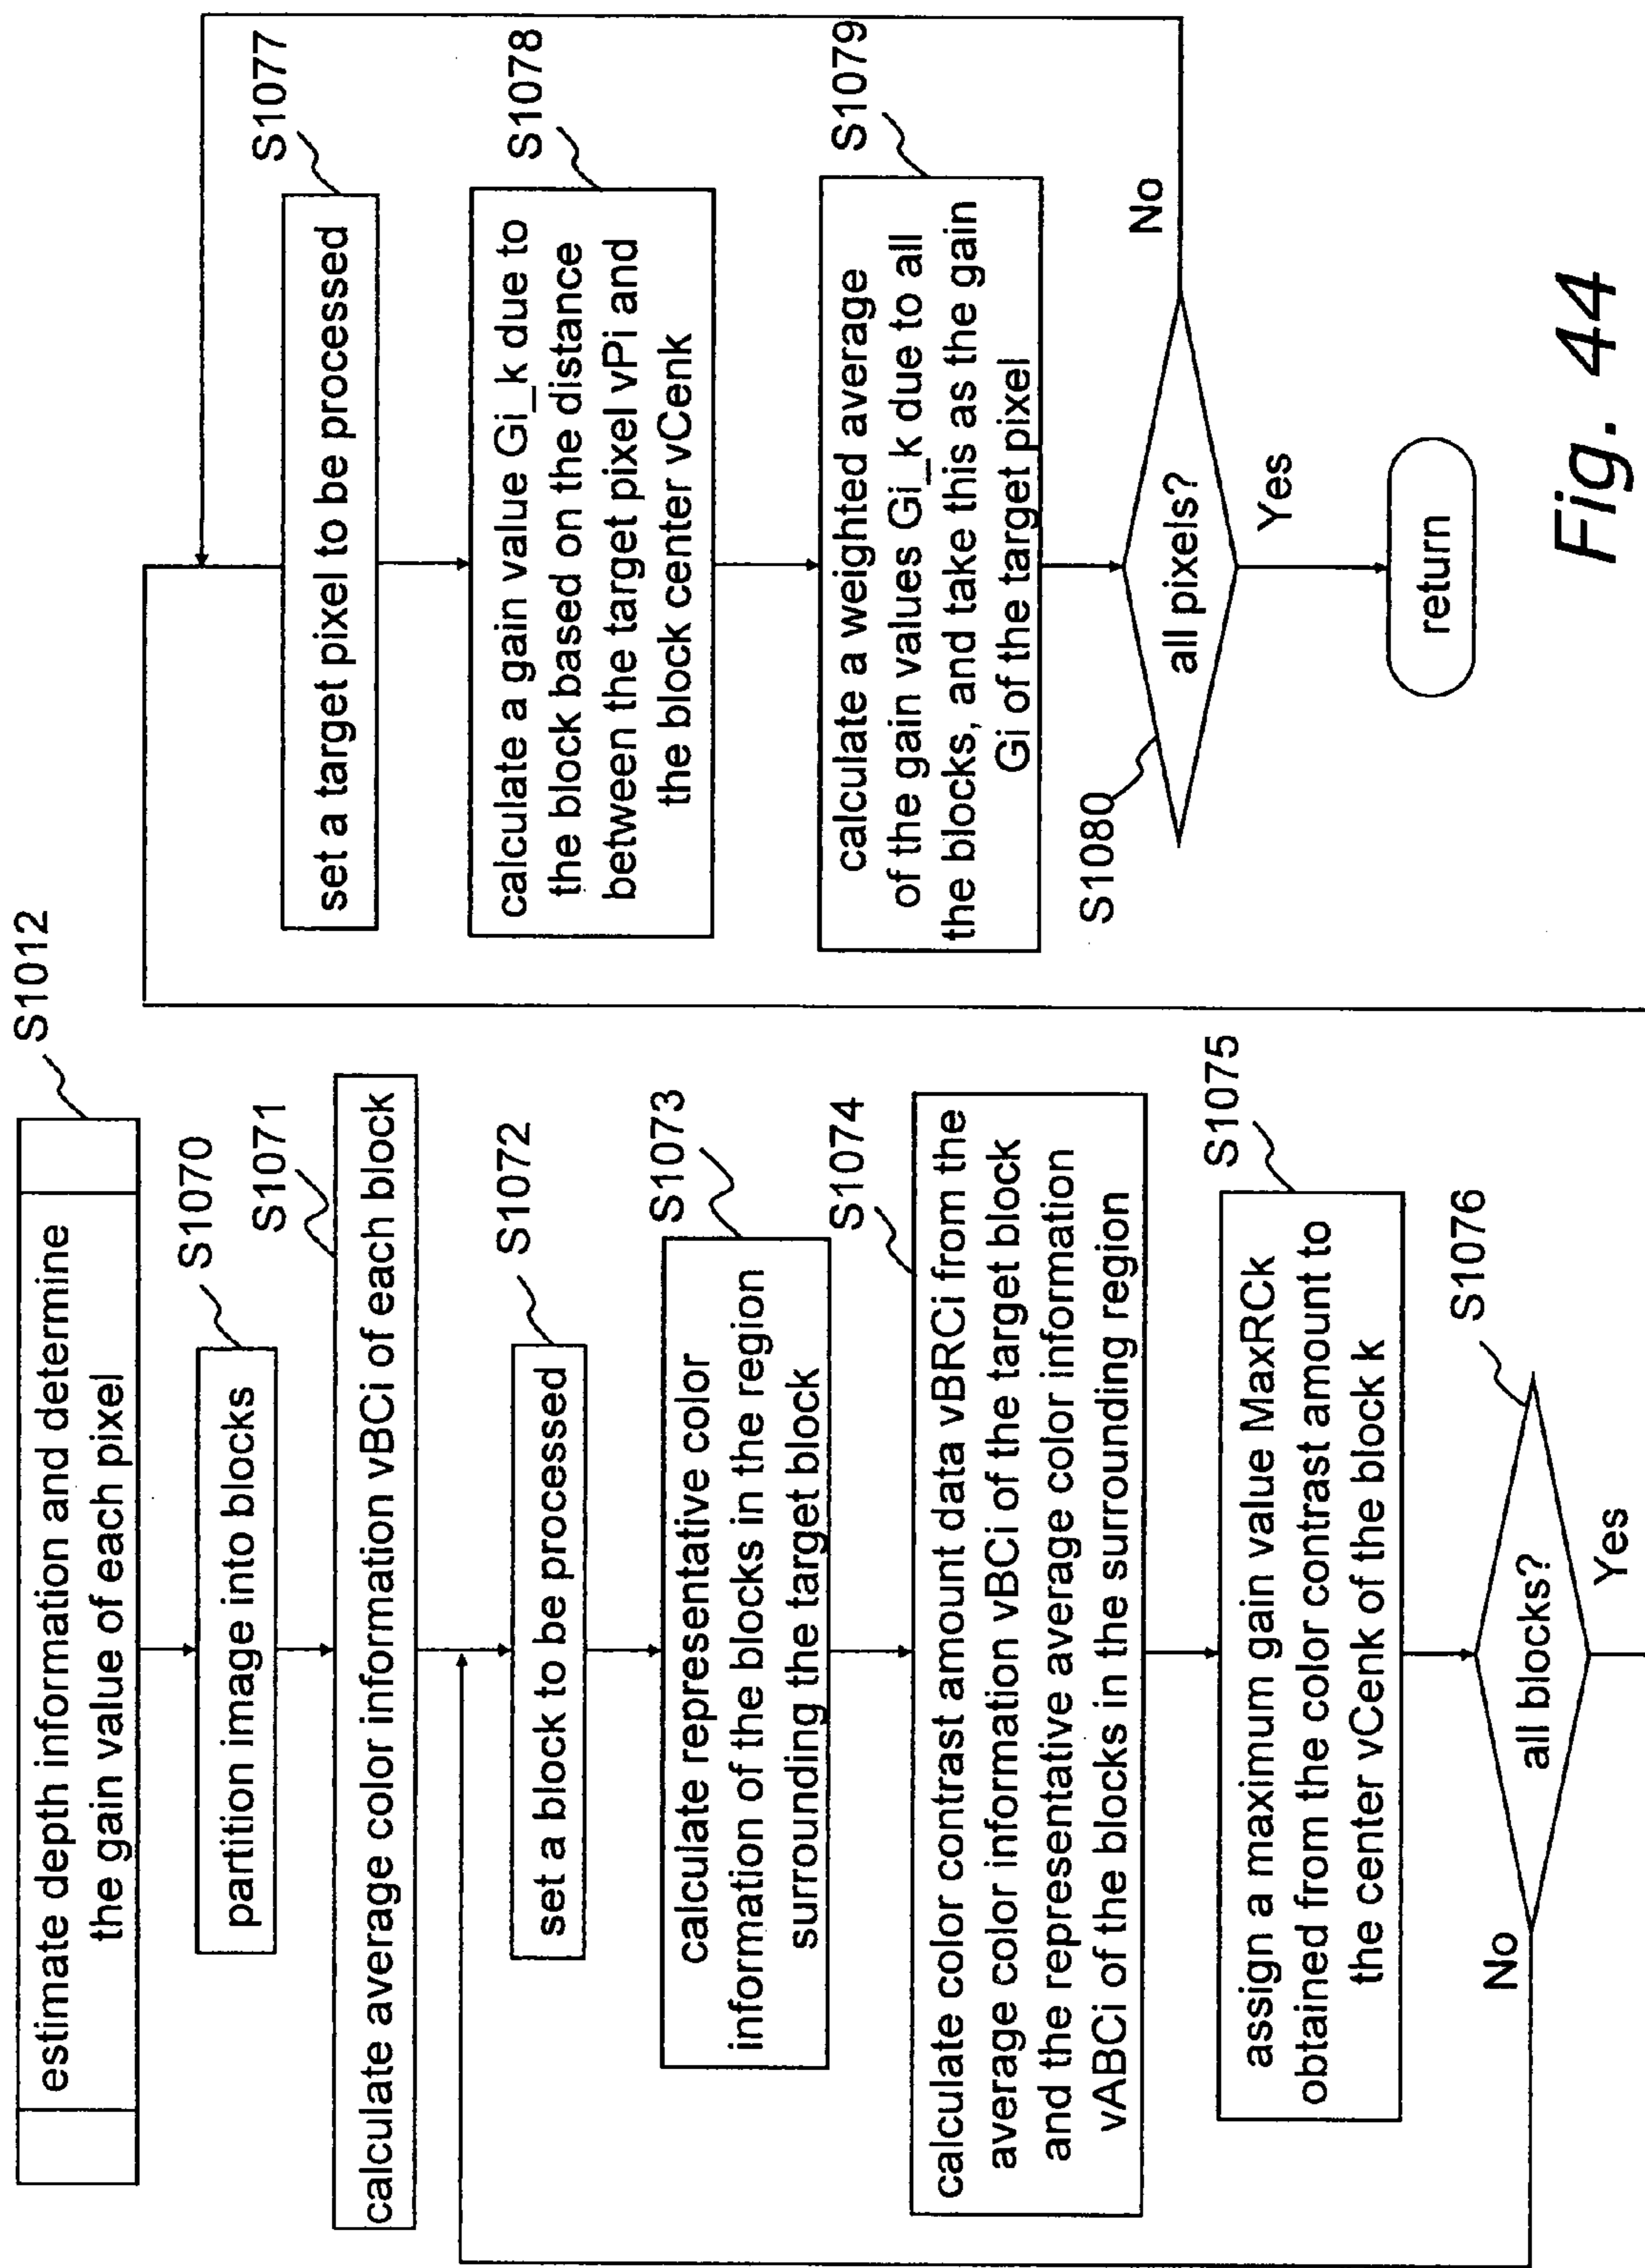 S1012
estimate depth information and determine
the gain value of each pixel
S1070
partition image into blocks
S1071
calculate average color information vBCi of each block
S1072
set a block to be processed
S1073
calculate representative color
information of the blocks in the region
surrounding the target block
S1074
calculate color contrast amount data vBRCi from the
average color information vBCi of the target block
and the representative average color information
vABCi of the blocks in the surrounding region
S1075
assign a maximum gain value MaxRCk
obtained from the color contrast amount to
the center vCenk of the block k
S1076
all blocks?
No
Yes
S1077
set a target pixel to be processed
S1078
calculate a gain value Gi_k due to
the block based on the distance
between the target pixel vPi and
the block center vCenk
S1079
calculate a weighted average
of the gain values Gi_k due to all
the blocks, and take this as the gain
Gi of the target pixel
S1080
all pixels?
No
Yes
return
Fig. 44